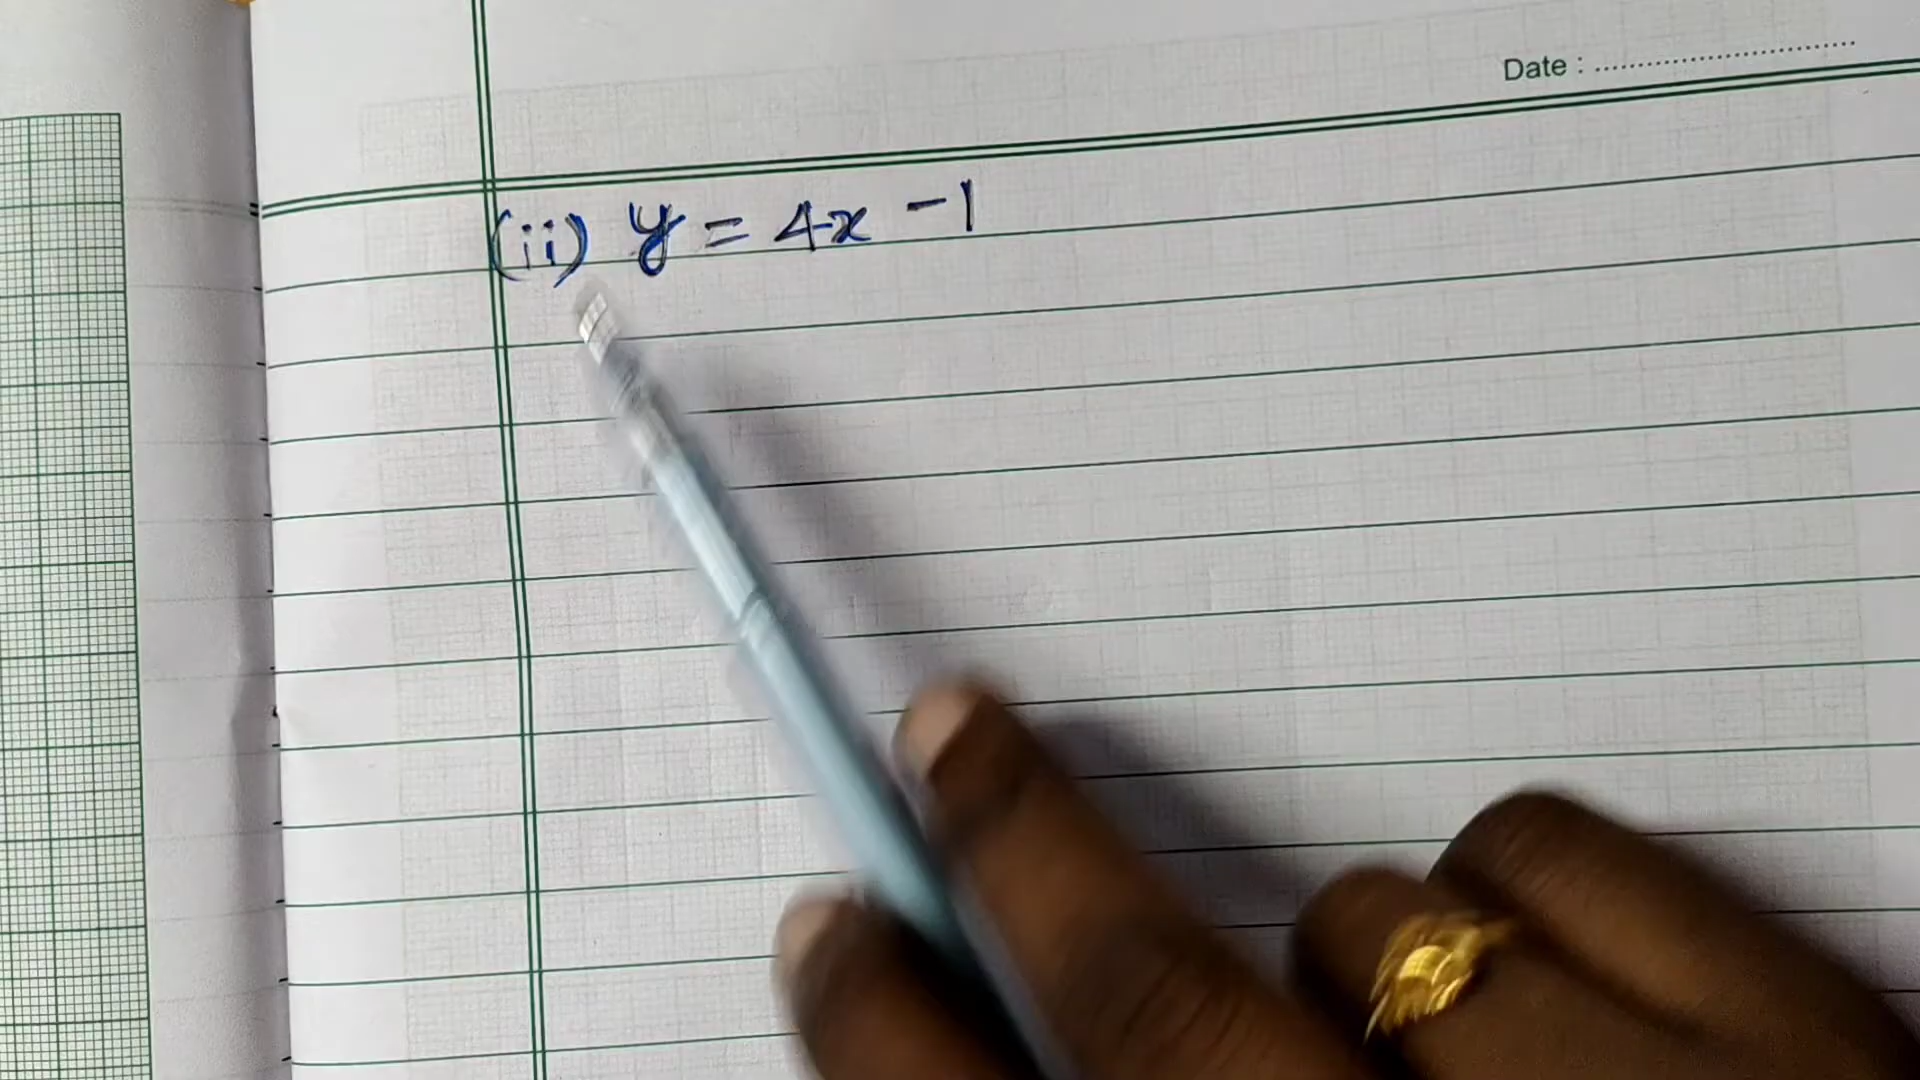 Date : ..............................
(ii) y = 4x - 1